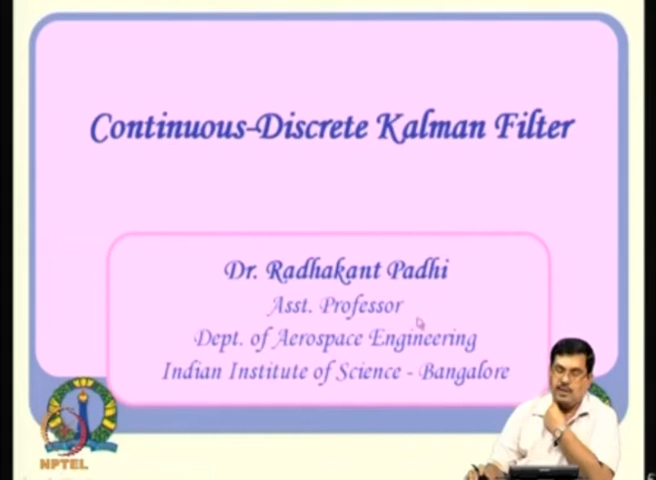 Continuous-Discrete Kalman Filter
Dr. Radhakant Padhi
Asst. Professor
Dept. of Aerospace Engineering
Indian Institute of Science - Bangalore
NPTEL